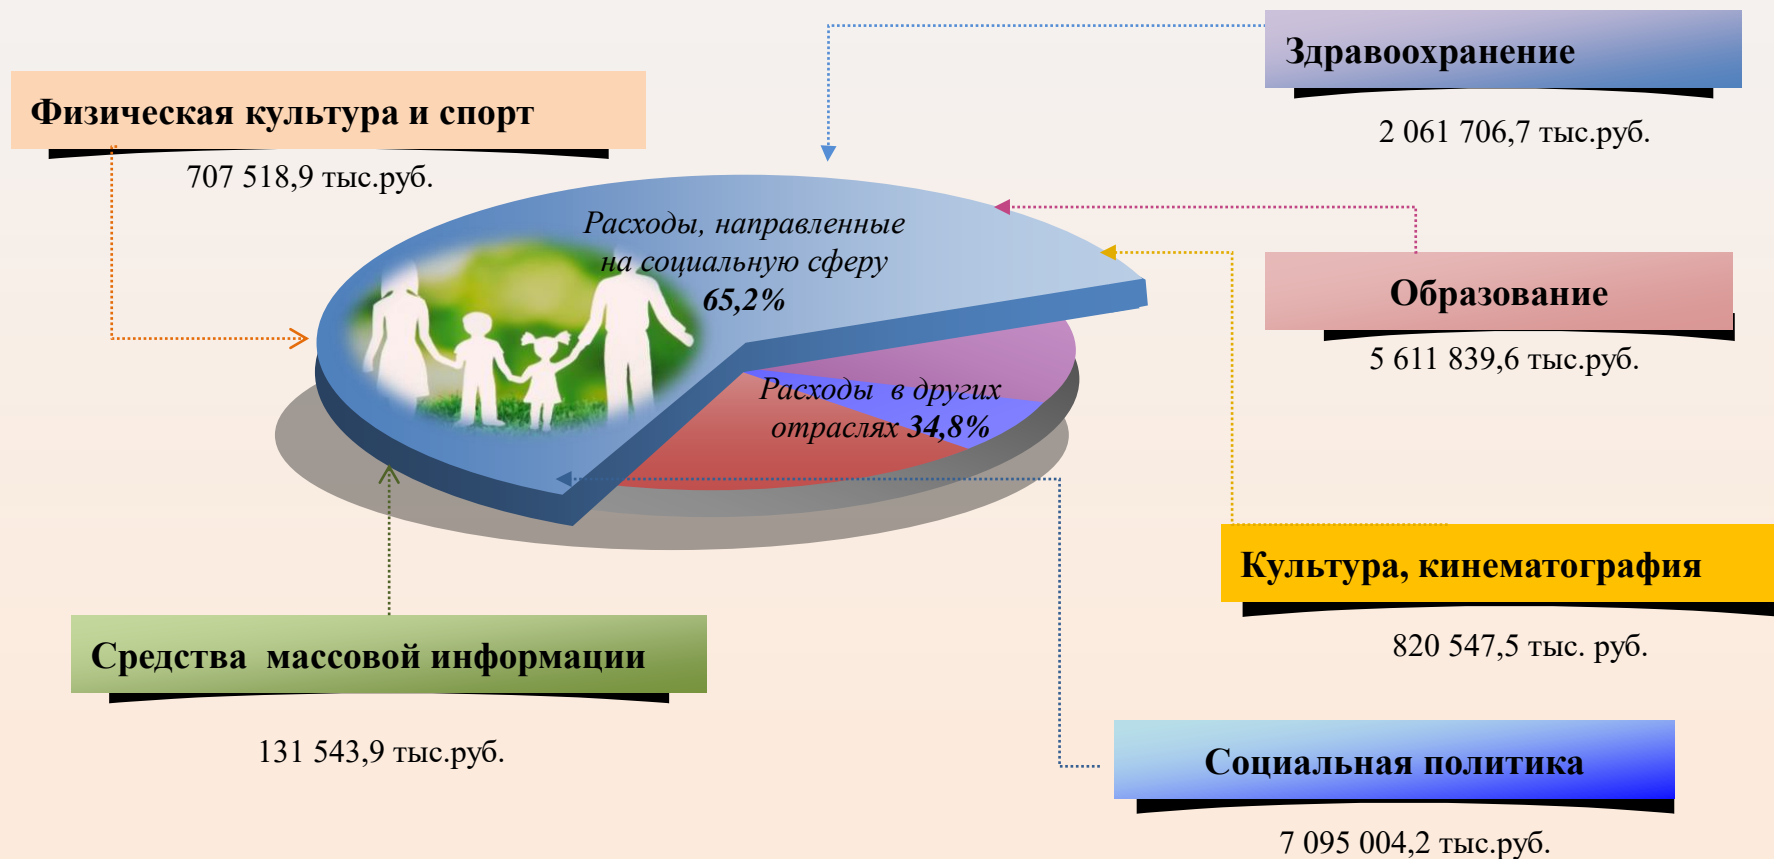 Здравоохранение
2 061 706,7 тыс.руб.
Физическая культура и спорт
707 518,9 тыс.руб.
Расходы, направленные
на социальную сферу
65,2%
Образование
5 611 839,6 тыс.руб.
Расходы в других
отраслях 34,8%
Культура, кинематография
820 547,5 тыс. руб.
Средства массовой информации
131 543,9 тыс.руб.
Социальная политика
7 095 004,2 тыс.руб.